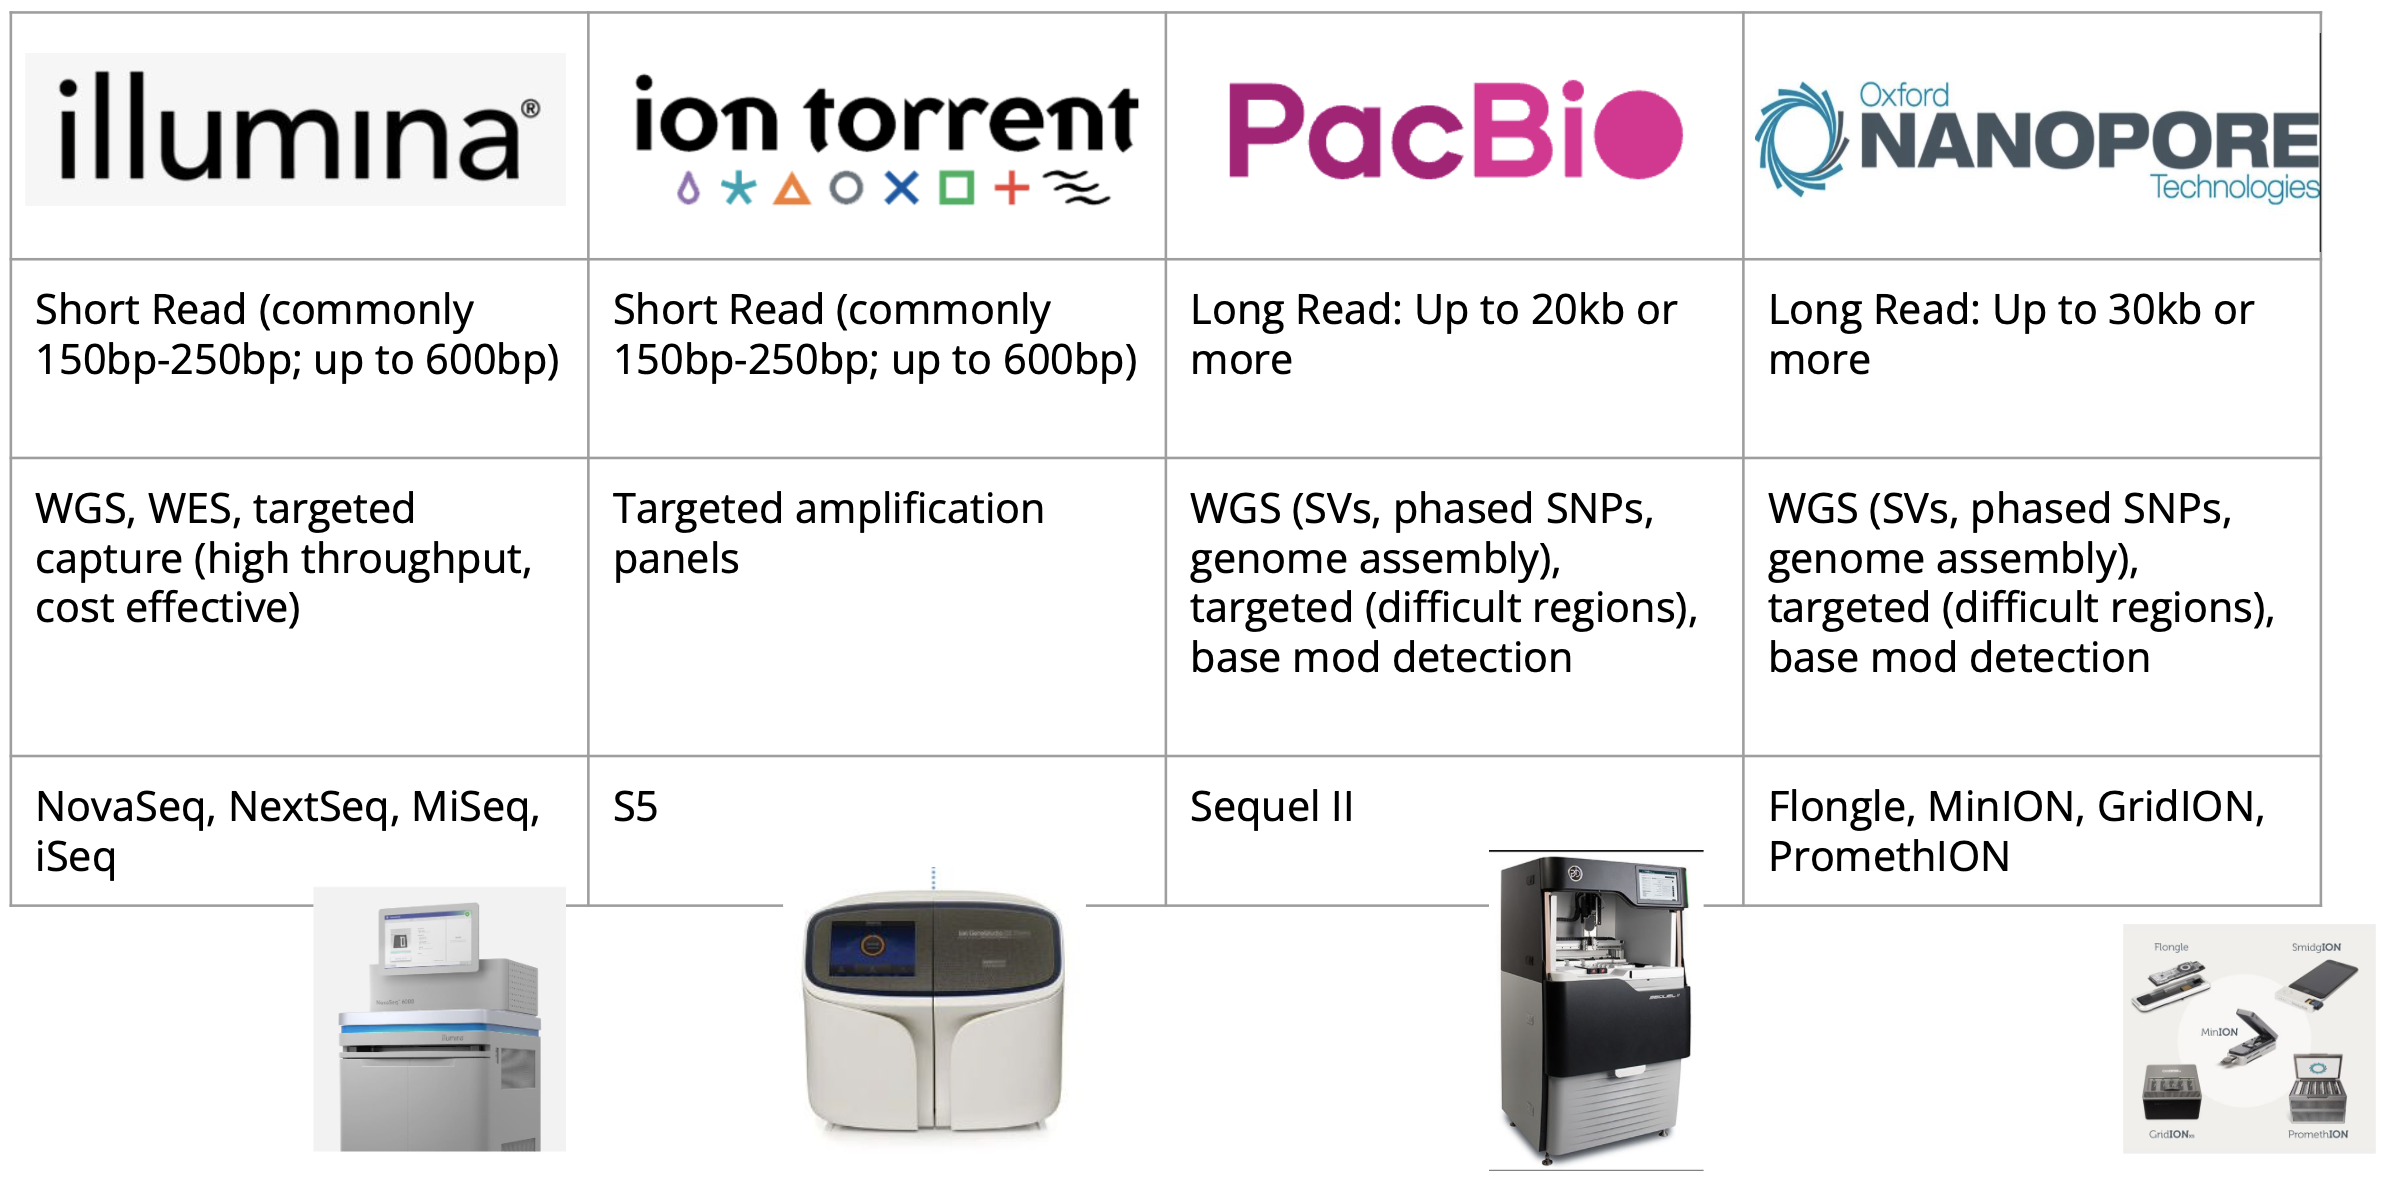 illumina®
ion torrent
PacBio
Oxford
NANOPORE
Technologies
Short Read (commonly
150bp-250bp; up to 600bp)
Short Read (commonly
150bp-250bp; up to 600bp)
Long Read: Up to 20kb or
more
Long Read: Up to 30kb or
more
WGS, WES, targeted
capture (high throughput,
cost effective)
Targeted amplification
panels
WGS (SVs, phased SNPs,
genome assembly),
targeted (difficult regions),
base mod detection
WGS (SVs, phased SNPs,
genome assembly),
targeted (difficult regions),
base mod detection
NovaSeq, NextSeq, MiSeq,
iSeq
S5
Sequel II
Flongle, MinION, GridION,
PromethION
illumina
SEQUEL
Flongle
SmidgION
MinION
GridION
PromethION